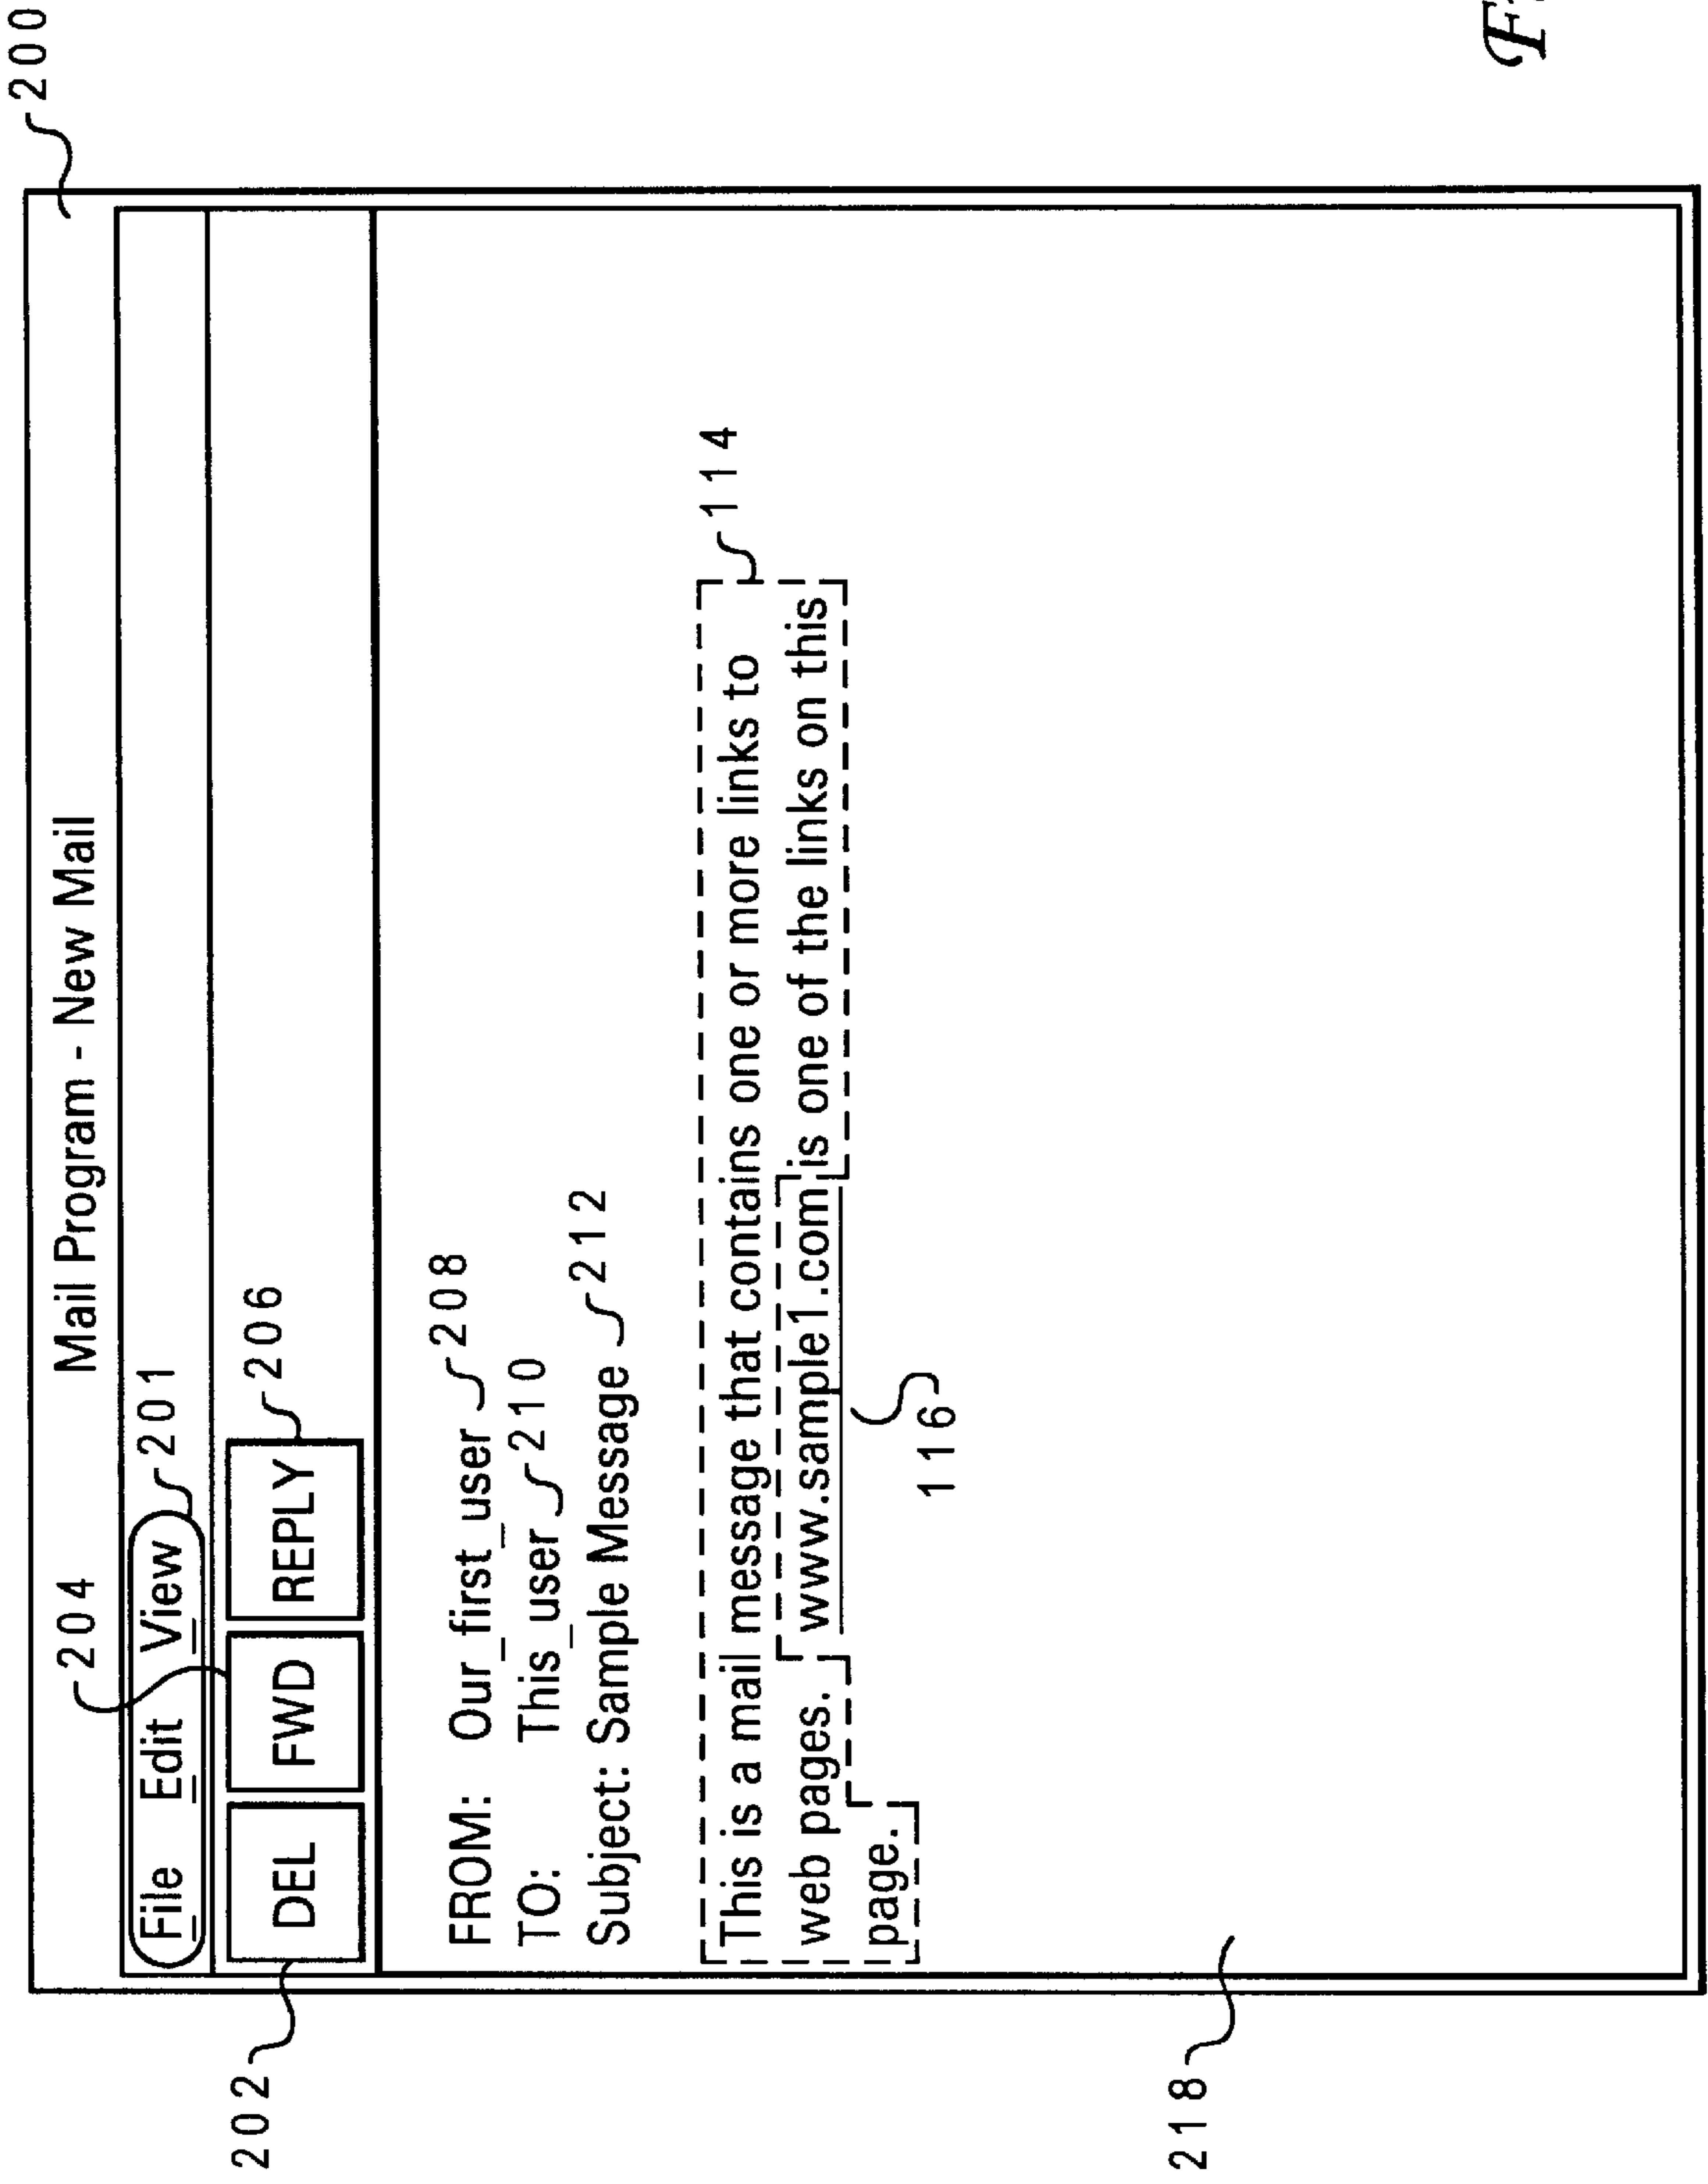 200
Mail Program - New Mail
204
File Edit View 201
202 DEL FWD REPLY 206
FROM: Our_first_user 208
TO: This_user 210
Subject: Sample Message 212
114
This is a mail message that contains one or more links to
web pages. www.sample1.com is one of the links on this
page.
116
218